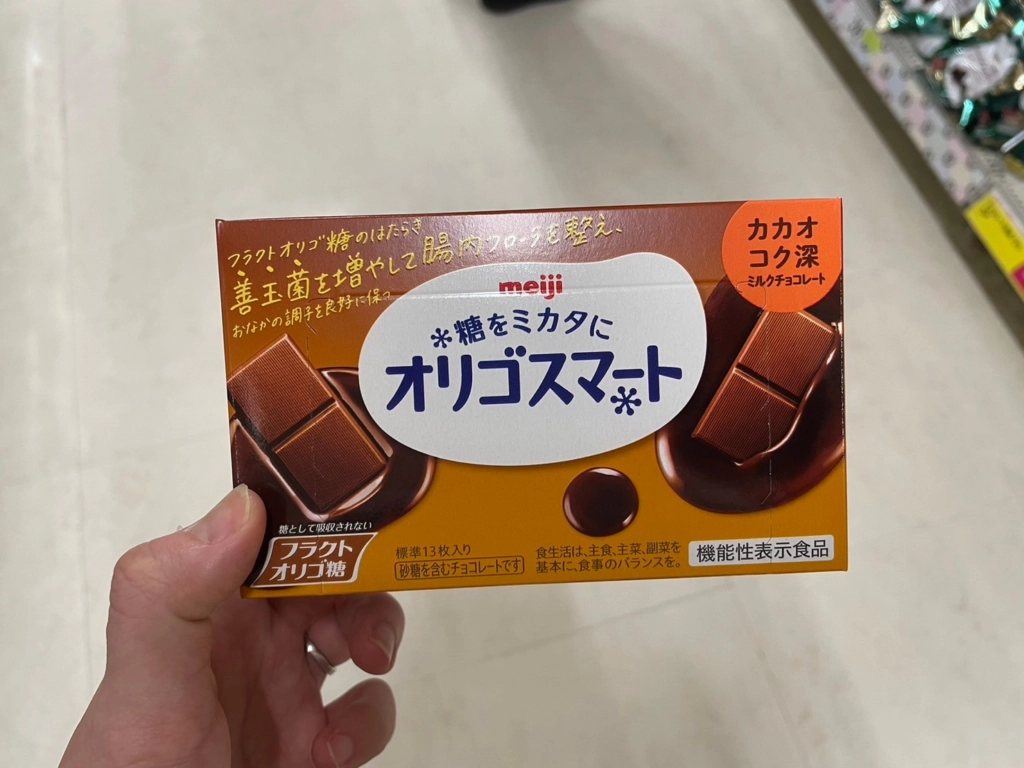 フラクトオリゴ糖のはたらき
善玉菌を増やして腸内フローラを整え、
おなかの調子を良好に保つ
カカオ
コク深
ミルクチョコレート
meiji
*糖をミカタに
オリゴスマート*
糖として吸収されない
フラクト
オリゴ糖
標準13枚入り
砂糖を含むチョコレートです
食生活は、主食、主菜、副菜を
基本に、食事のバランスを。
機能性表示食品